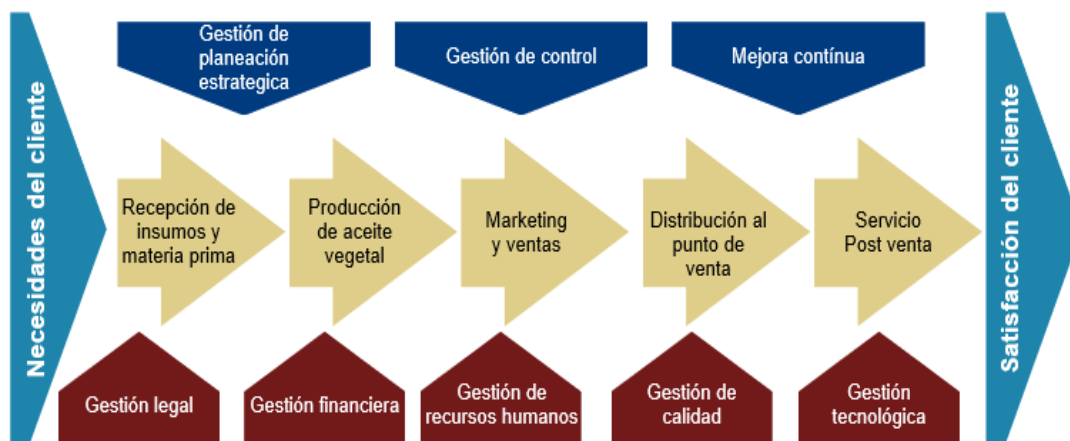 Necesidades del cliente
Gestión de
planeación
estrategica
Gestión de control
Mejora contínua
Recepción de
insumos y
materia prima
Producción
de aceite
vegetal
Marketing
y ventas
Distribución al
punto de
venta
Servicio
Post venta
Gestión legal
Gestión financiera
Gestión de
recursos humanos
Gestión de
calidad
Gestión
tecnológica
Satisfacción del cliente